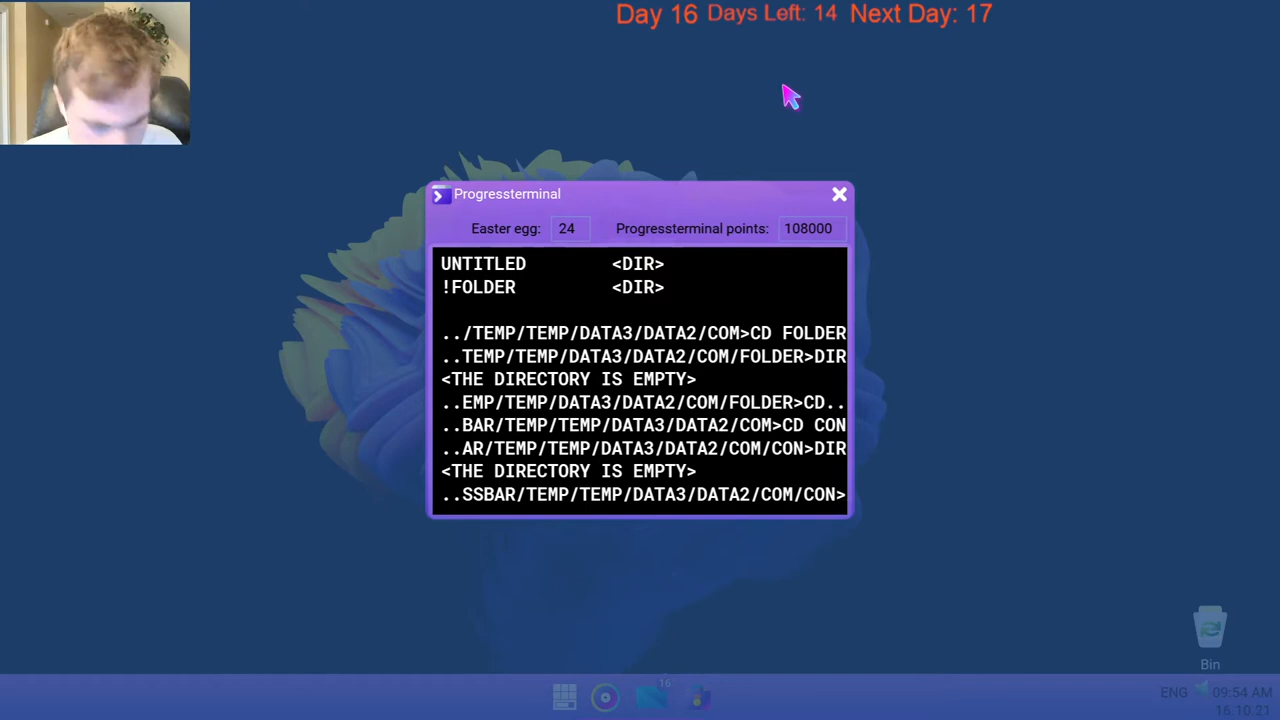 Day 16 Days Left: 14 Next Day: 17
Progressterminal
Easter egg: 24 Progressterminal points: 108000
UNTITLED <DIR>
!FOLDER <DIR>
../TEMP/TEMP/DATA3/DATA2/COM>CD FOLDER
..TEMP/TEMP/DATA3/DATA2/COM/FOLDER>DIR
<THE DIRECTORY IS EMPTY>
..EMP/TEMP/DATA3/DATA2/COM/FOLDER>CD..
..BAR/TEMP/TEMP/DATA3/DATA2/COM>CD CON
..AR/TEMP/TEMP/DATA3/DATA2/COM/CON>DIR
<THE DIRECTORY IS EMPTY>
..SSBAR/TEMP/TEMP/DATA3/DATA2/COM/CON>
Bin
16
ENG 09:54 AM
16.10.21